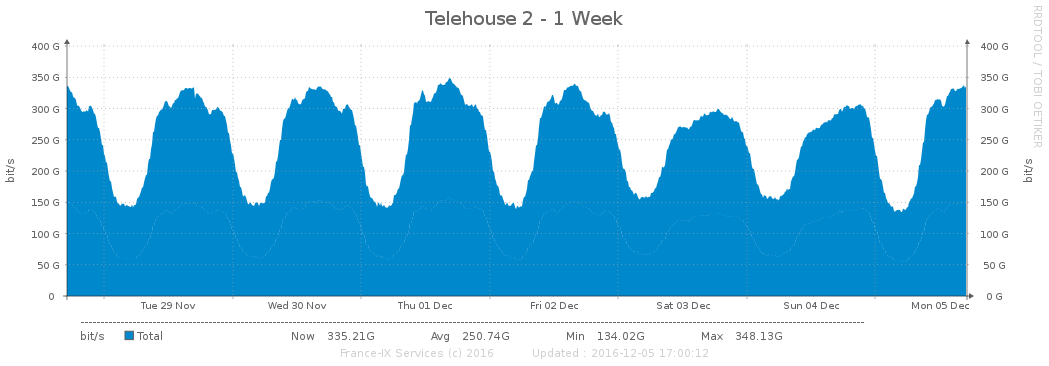 Telehouse 2 - 1 Week
RRDTOOL / TOBI OETIKER
400 G 400 G
350 G 350 G
300 G 300 G
250 G 250 G
200 G 200 G
150 G 150 G
100 G 100 G
50 G 50 G
0 0 G
bit/s bit/s
Tue 29 Nov Wed 30 Nov Thu 01 Dec Fri 02 Dec Sat 03 Dec Sun 04 Dec Mon 05 Dec
bit/s Total Now 335.21G Avg 250.74G Min 134.02G Max 348.13G
France-IX Services (c) 2016 Updated : 2016-12-05 17:00:12